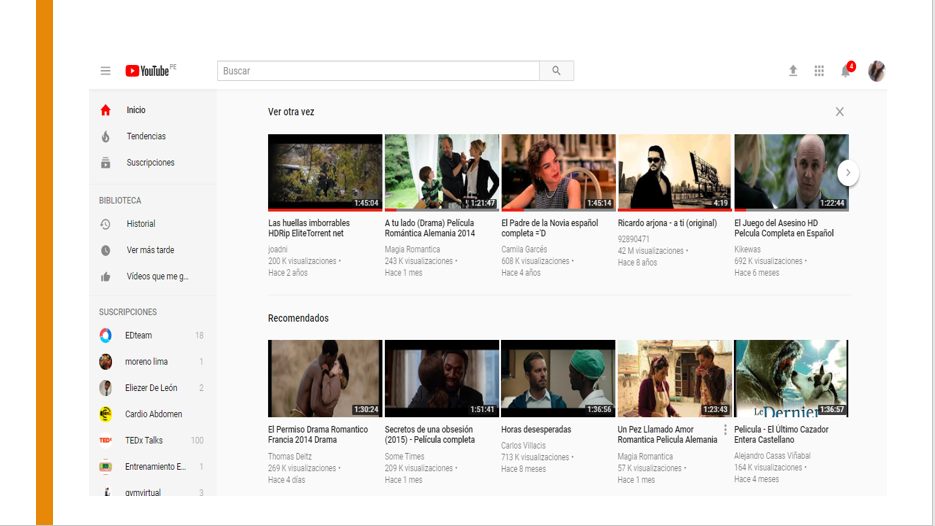 YouTube PE
Buscar
4
Inicio
Tendencias
Suscripciones
BIBLIOTECA
Historial
Ver más tarde
Vídeos que me g...
SUSCRIPCIONES
EDteam 18
moreno lima 1
Eliezer De León 2
Cardio Abdomen
TEDx Talks 100
Entrenamiento E... 1
gymvirtual 3
Ver otra vez
1:45:04
1:21:47
1:45:14
4:19
1:22:44
Las huellas imborrables
HDRip EliteTorrent net
joadni
200 K visualizaciones •
Hace 2 años
A tu lado (Drama) Película
Romántica Alemania 2014
Magia Romantica
243 K visualizaciones •
Hace 1 mes
El Padre de la Novia español
completa ='D
Camila Garcés
608 K visualizaciones •
Hace 4 años
Ricardo arjona - a ti (original)
92890471
42 M visualizaciones •
Hace 8 años
El Juego del Asesino HD
Pelcula Completa en Español
Kikewas
692 K visualizaciones •
Hace 6 meses
Recomendados
1:30:24
1:51:41
1:36:56
1:23:43
Le Dernier
1:36:57
El Permiso Drama Romantico
Francia 2014 Drama
Thomas Deitz
269 K visualizaciones •
Hace 4 días
Secretos de una obsesión
(2015) - Película completa
Some Times
209 K visualizaciones •
Hace 1 mes
Horas desesperadas
Carlos Villacis
713 K visualizaciones •
Hace 8 meses
Un Pez Llamado Amor
Romantica Pelicula Alemania
Magia Romantica
57 K visualizaciones •
Hace 1 mes
Pelicula - El Último Cazador
Entera Castellano
Alejandro Casas Viñabal
164 K visualizaciones •
Hace 4 meses